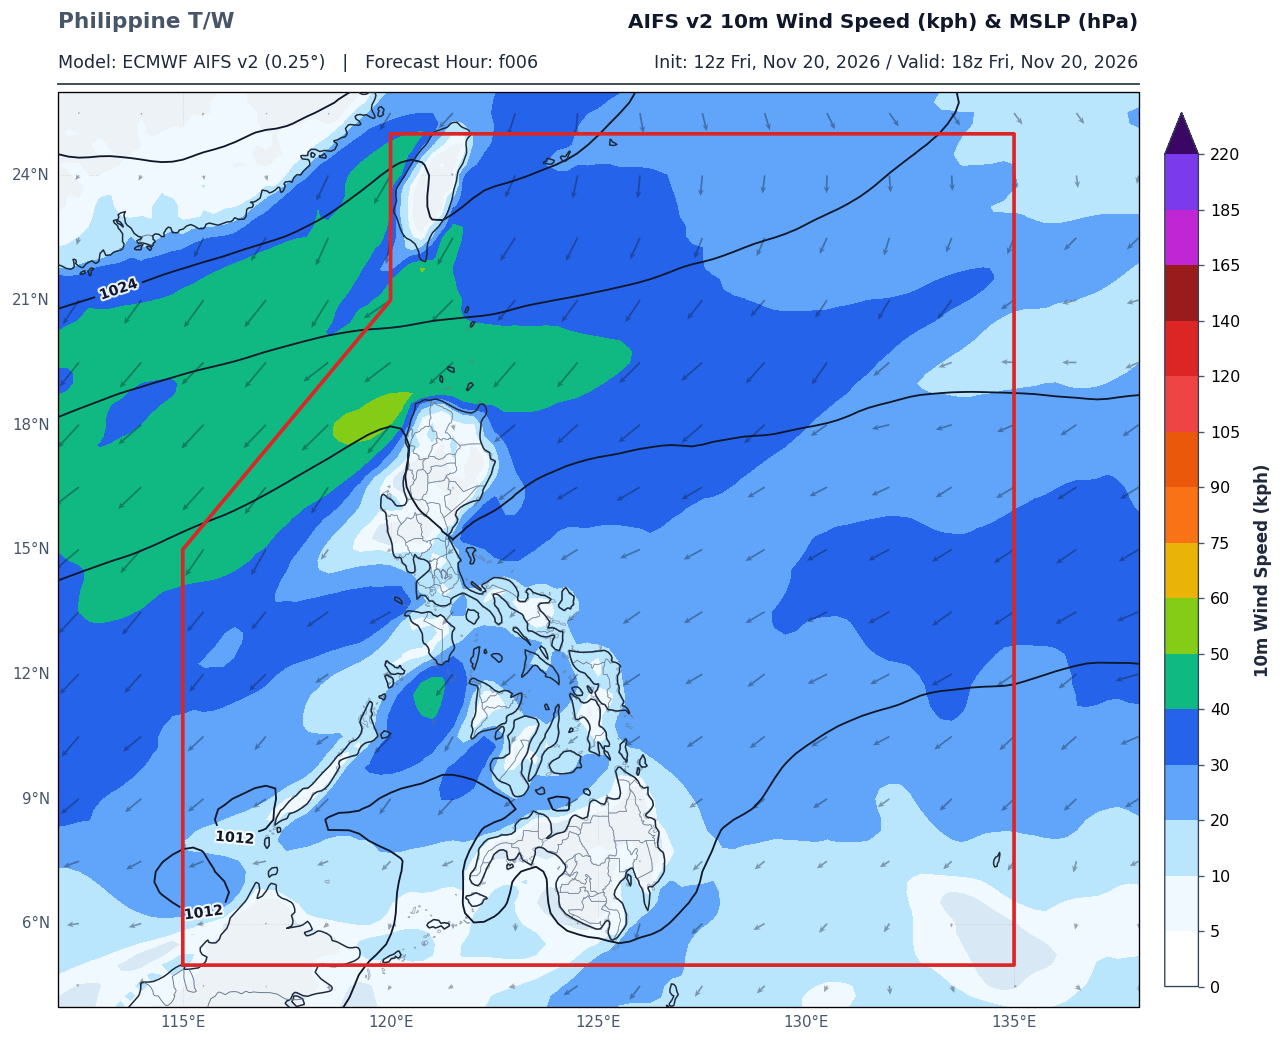 Philippine T/W
AIFS v2 10m Wind Speed (kph) & MSLP (hPa)
Model: ECMWF AIFS v2 (0.25°) | Forecast Hour: f006
Init: 12z Fri, Nov 20, 2026 / Valid: 18z Fri, Nov 20, 2026
24°N
21°N
18°N
15°N
12°N
9°N
6°N
115°E
120°E
125°E
130°E
135°E
1024
1012
1012
220
185
165
140
120
105
90
75
60
50
40
30
20
10
5
0
10m Wind Speed (kph)